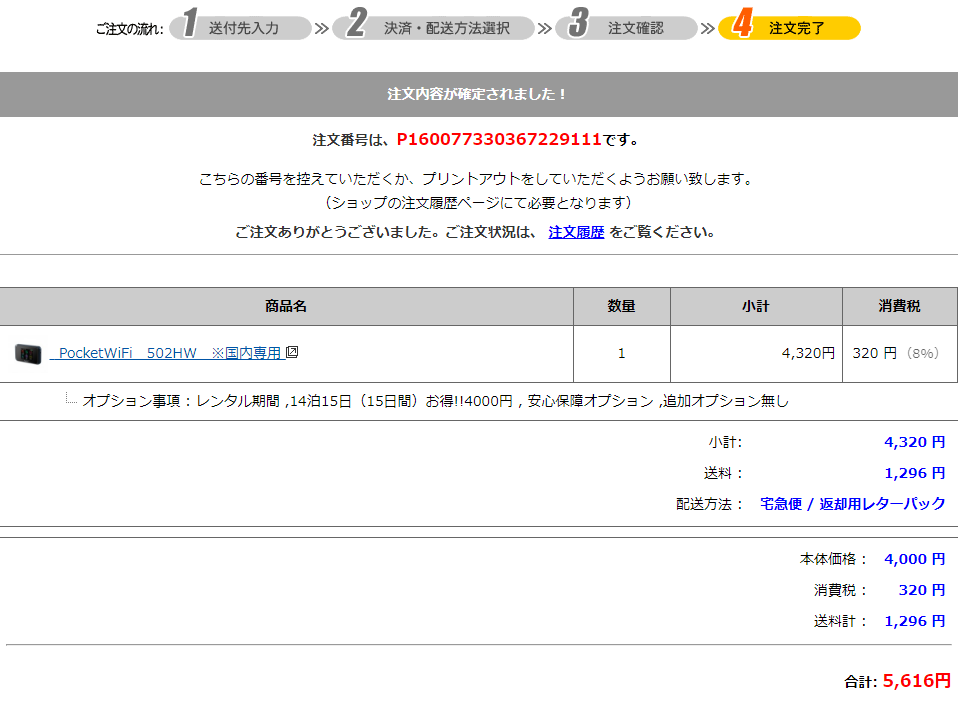 ご注文の流れ: 1 送付先入力 ≫ 2 決済・配送方法選択 ≫ 3 注文確認 ≫ 4 注文完了
注文内容が確定されました！
注文番号は、P160077330367229111です。
こちらの番号を控えていただくか、プリントアウトをしていただくようお願い致します。
（ショップの注文履歴ページにて必要となります）
ご注文ありがとうございました。ご注文状況は、 注文履歴 をご覧ください。
商品名 数量 小計 消費税
PocketWiFi　502HW　※国内専用 1 4,320円 320 円（8%）
オプション事項：レンタル期間 ,14泊15日（15日間）お得!!4000円 , 安心保障オプション ,追加オプション無し
小計: 4,320 円
送料： 1,296 円
配送方法： 宅急便 / 返却用レターパック
本体価格： 4,000 円
消費税： 320 円
送料計： 1,296 円
合計: 5,616円